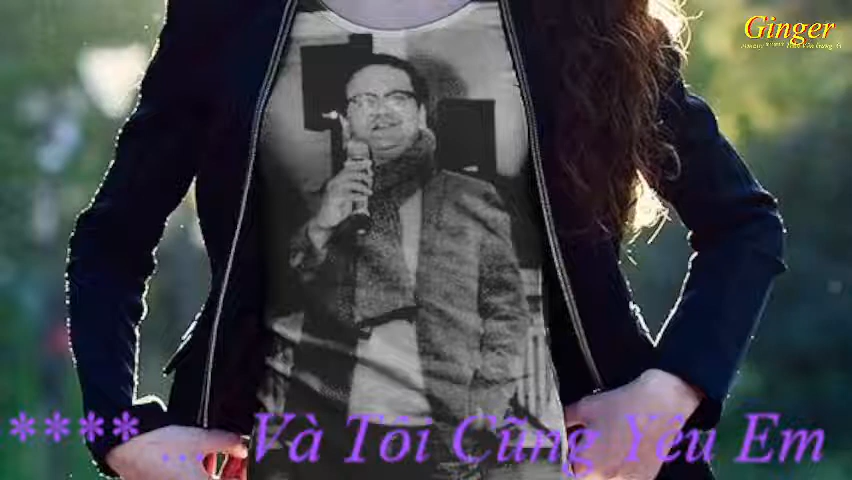 Ginger
**** ... Và Tôi Cũng Yêu Em